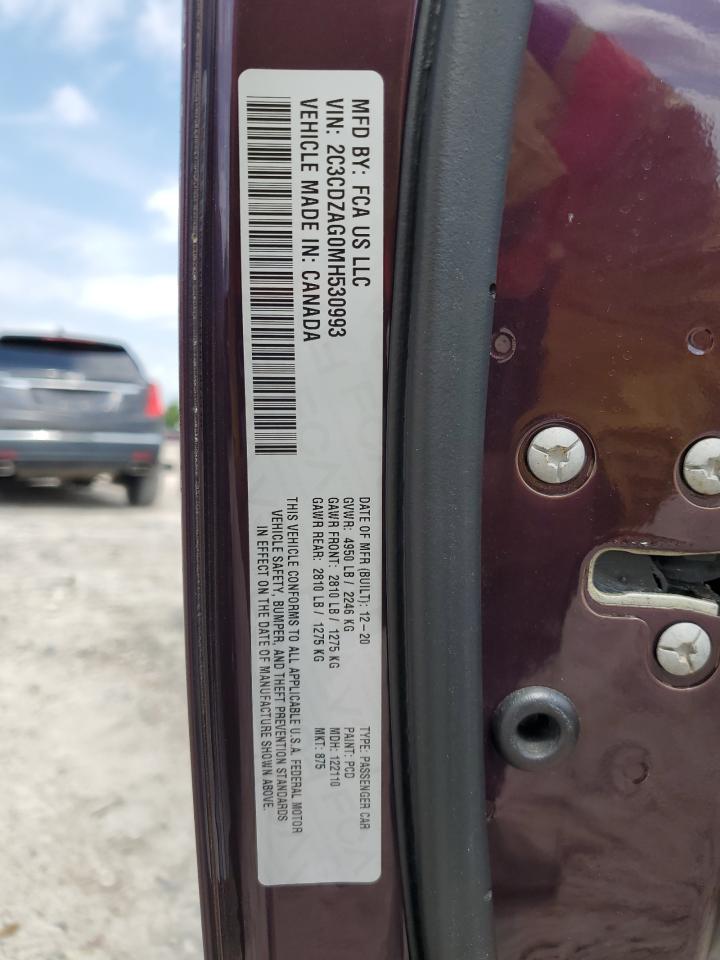 MFD BY: FCA US LLC
VIN: 2C3CDZAG0MH530993
VEHICLE MADE IN: CANADA
DATE OF MFR (BUILT): 12-20
GVWR: 4950 LB / 2246 KG
GAWR FRONT: 2810 LB / 1275 KG
GAWR REAR: 2810 LB / 1275 KG
TYPE: PASSENGER CAR
PAINT: PCD
MDH: 122110
MKT: 875
THIS VEHICLE CONFORMS TO ALL APPLICABLE U.S.A. FEDERAL MOTOR
VEHICLE SAFETY, BUMPER, AND THEFT PREVENTION STANDARDS
IN EFFECT ON THE DATE OF MANUFACTURE SHOWN ABOVE.